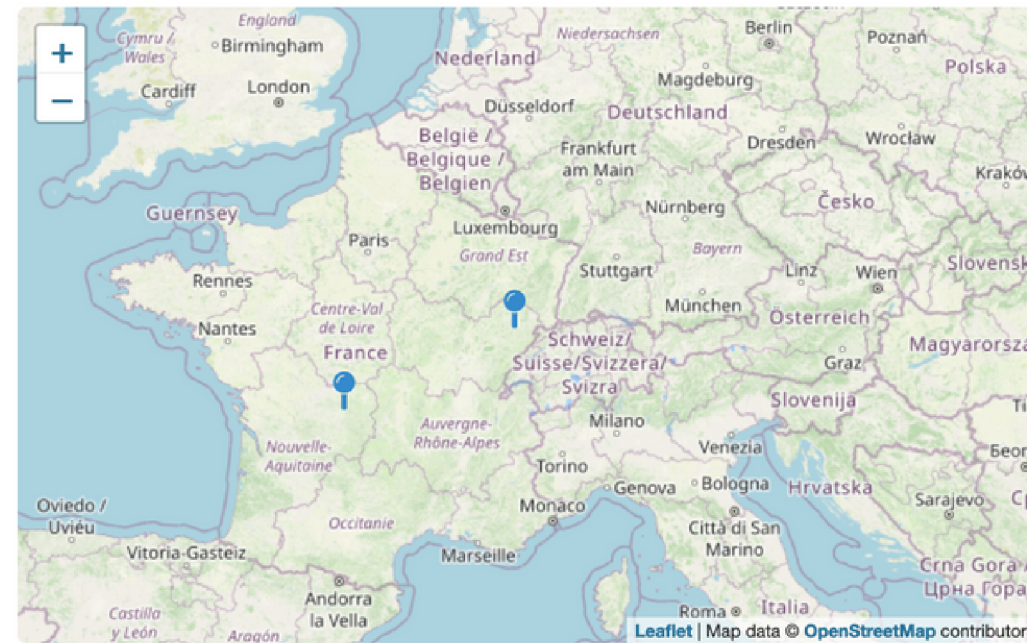 +
−
England
Cymru /
Wales
Birmingham
Cardiff
London
Nederland
Niedersachsen
Berlin
Poznań
Polska
Magdeburg
Düsseldorf
Deutschland
België /
Belgique /
Belgien
Frankfurt
am Main
Dresden
Wrocław
Kraków
Guernsey
Luxembourg
Nürnberg
Česko
Paris
Grand Est
Bayern
Rennes
Stuttgart
Linz
Wien
Slovensk
Centre-Val
de Loire
München
Nantes
Österreich
France
Schweiz/
Suisse/Svizzera/
Svizra
Magyarorsza
Graz
Slovenija
Milano
Auvergne-
Rhône-Alpes
Nouvelle-
Aquitaine
Venezia
Torino
Genova
Bologna
Hrvatska
Oviedo /
Uviéu
Monaco
Sarajevo
Occitanie
Città di San
Marino
Vitoria-Gasteiz
Marseille
Crna Gora /
Црна Гора
Andorra
la Vella
Castilla
y León
Aragón
Roma
Italia
Leaflet | Map data © OpenStreetMap contributor